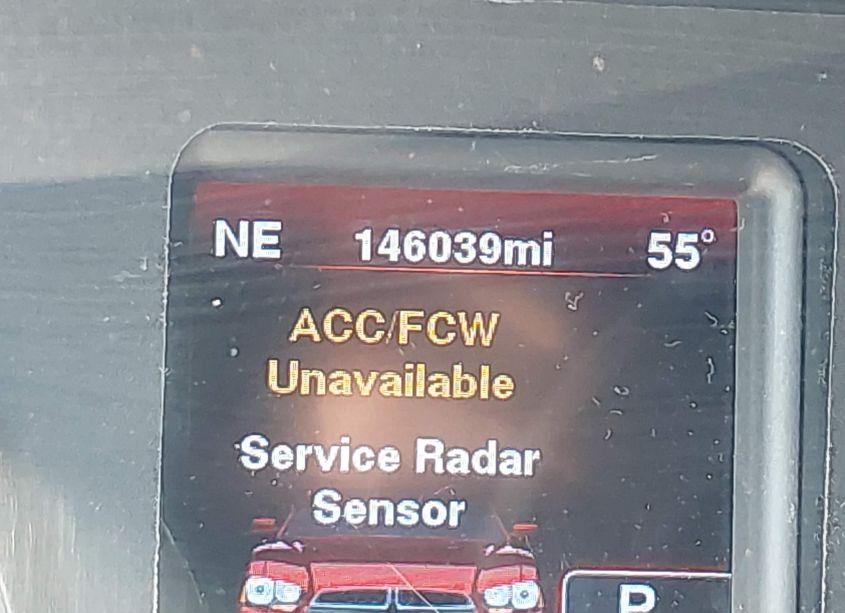 NE 146039mi 55°
ACC/FCW
Unavailable
Service Radar
Sensor
P